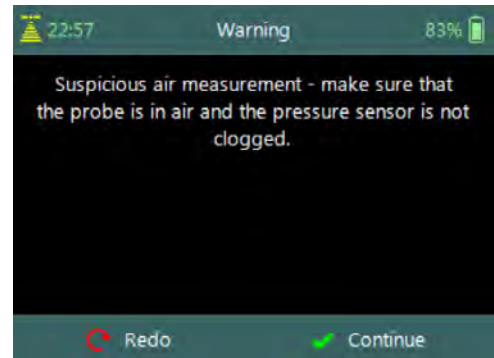 22:57 Warning 83%
Suspicious air measurement - make sure that
the probe is in air and the pressure sensor is not
clogged.
Redo Continue